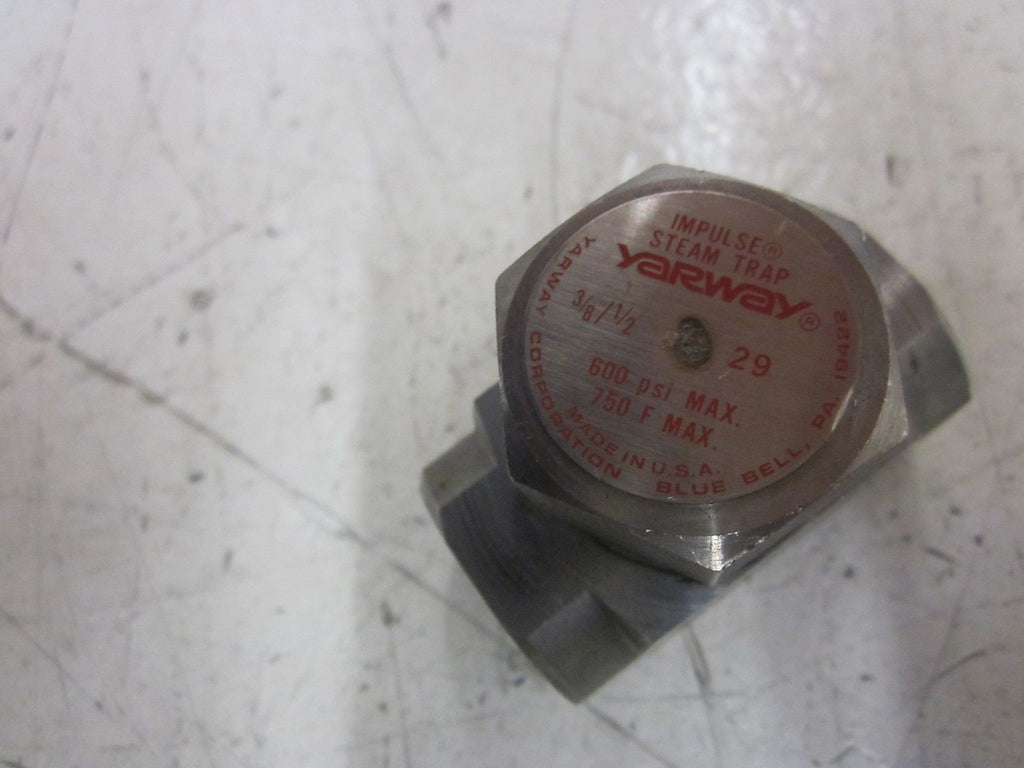 IMPULSE®
STEAM TRAP
YARWAY®
3/8"/1/2
29
600 psi MAX.
750 F MAX.
MADE IN U.S.A.
YARWAY CORPORATION BLUE BELL, PA. 19422